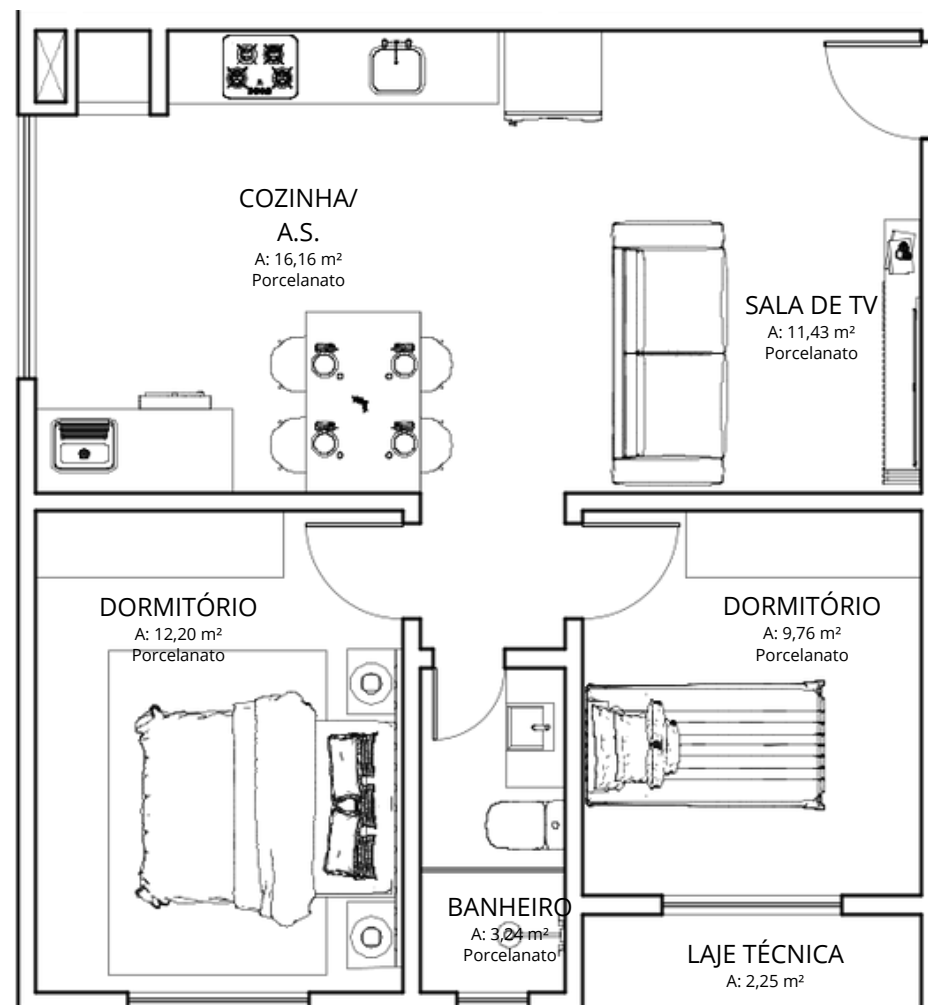 COZINHA/
A.S.
A: 16,16 m²
Porcelanato
SALA DE TV
A: 11,43 m²
Porcelanato
DORMITÓRIO
A: 12,20 m²
Porcelanato
DORMITÓRIO
A: 9,76 m²
Porcelanato
BANHEIRO
A: 3,24 m²
Porcelanato
LAJE TÉCNICA
A: 2,25 m²